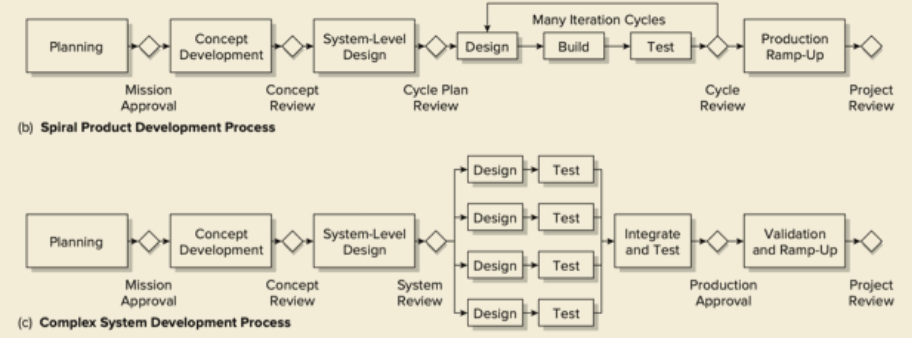 Many Iteration Cycles
Planning
Concept
Development
System-Level
Design
Design
Build
Test
Production
Ramp-Up
Mission
Approval
Concept
Review
Cycle Plan
Review
Cycle
Review
Project
Review
(b) Spiral Product Development Process
Design
Test
Design
Test
Planning
Concept
Development
System-Level
Design
Integrate
and Test
Validation
and Ramp-Up
Design
Test
Mission
Approval
Concept
Review
System
Review
Production
Approval
Project
Review
Design
Test
(c) Complex System Development Process